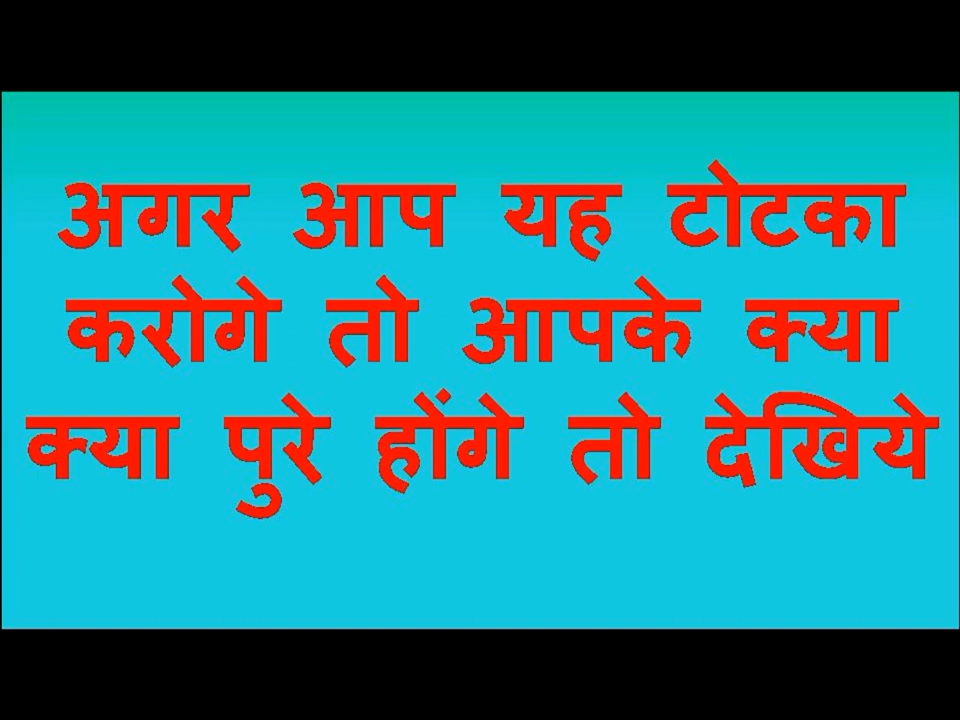 अगर आप यह टोटका
करोगे तो आपके क्या
क्या पुरे होंगे तो देखिये